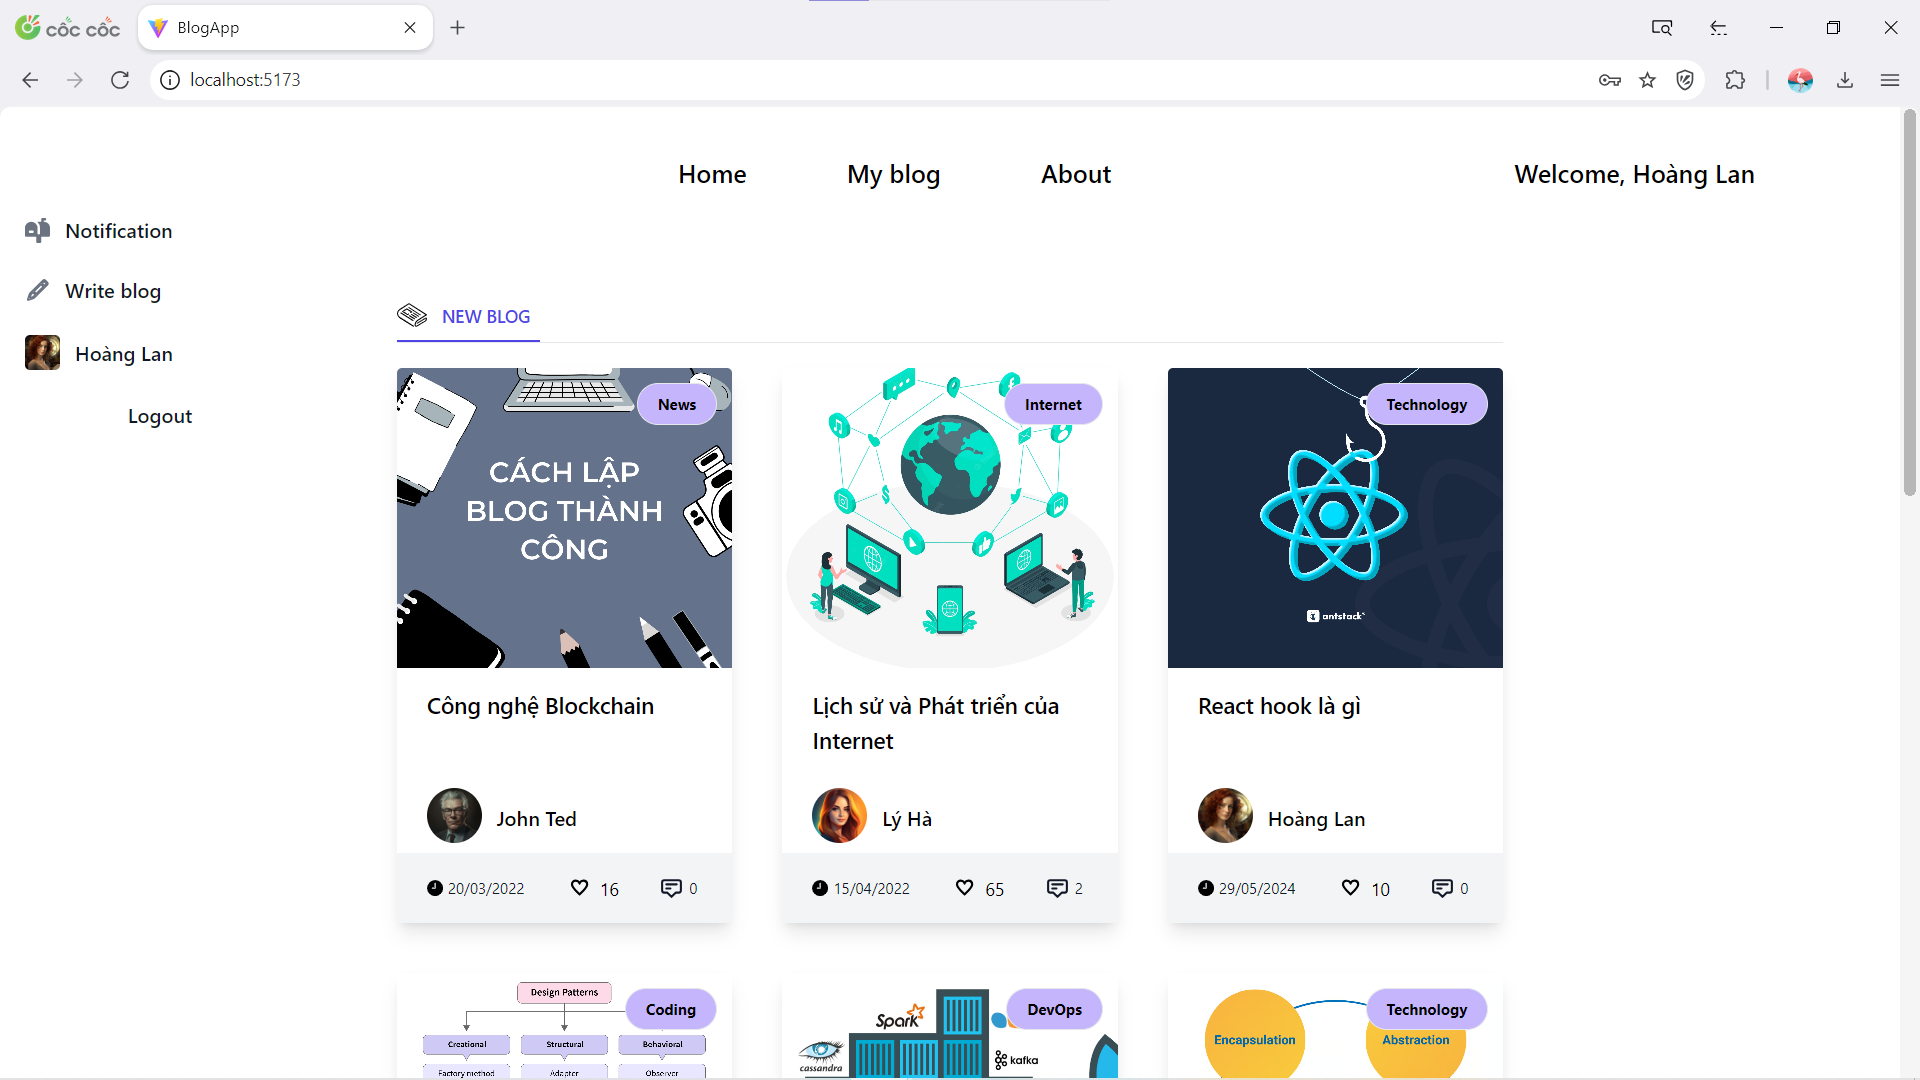 cốc cốc
BlogApp
localhost:5173
Home
My blog
About
Welcome, Hoàng Lan
Notification
Write blog
Hoàng Lan
Logout
NEW BLOG
News
CÁCH LẬP
BLOG THÀNH
CÔNG
Công nghệ Blockchain
John Ted
20/03/2022
16
0
Internet
Lịch sử và Phát triển của
Internet
Lý Hà
15/04/2022
65
2
Technology
antstack
React hook là gì
Hoàng Lan
29/05/2024
10
0
Design Patterns
Coding
Creational
Structural
Behavioral
Factory method
Adapter
Observer
DevOps
Spark
cassandra
kafka
Technology
Encapsulation
Abstraction